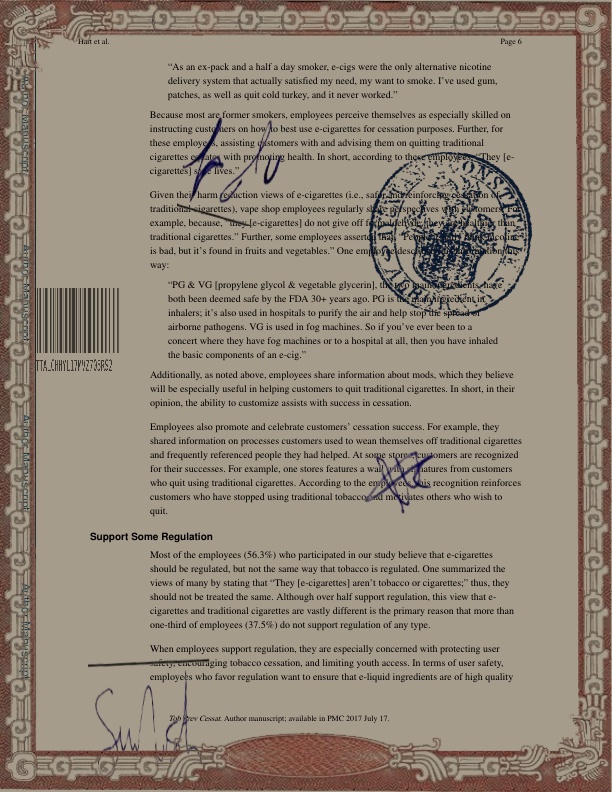 Hart et al.
Page 6
“As an ex-pack and a half a day smoker, e-cigs were the only alternative nicotine
delivery system that actually satisfied my need, my want to smoke. I’ve used gum,
patches, as well as quit cold turkey, and it never worked.”
Because most are former smokers, employees perceive themselves as especially skilled on
instructing customers on how to best use e-cigarettes for cessation purposes. Further, for
these employees, assisting customers with and advising them on quitting traditional
cigarettes equates with promoting health. In short, according to these employees, “They [e-
cigarettes] save lives.”
Given their harm reduction views of e-cigarettes (i.e., safer and reinforcing cessation of
traditional cigarettes), vape shop employees regularly share perspectives with customers. For
example, because, “they [e-cigarettes] do not give off formaldehyde, they are healthier than
traditional cigarettes.” Further, some employees asserted that, “People say nicotine
is bad, but it’s found in fruits and vegetables.” One employee described this
way:
“PG & VG [propylene glycol & vegetable glycerin], the two main ingredients, have
both been deemed safe by the FDA 30+ years ago. PG is the main ingredient in
inhalers; it’s also used in hospitals to purify the air and help stop the spread of
airborne pathogens. VG is used in fog machines. So if you’ve ever been to a
concert where they have fog machines or to a hospital at all, then you have inhaled
the basic components of an e-cig.”
Additionally, as noted above, employees share information about mods, which they believe
will be especially useful in helping customers to quit traditional cigarettes. In short, in their
opinion, the ability to customize assists with success in cessation.
Employees also promote and celebrate customers’ cessation success. For example, they
shared information on processes customers used to wean themselves off traditional cigarettes
and frequently referenced people they had helped. At some stores, customers are recognized
for their successes. For example, one stores features a wall with signatures from customers
who quit using traditional cigarettes. According to the employees, this recognition reinforces
customers who have stopped using traditional tobacco and motivates others who wish to
quit.
Support Some Regulation
Most of the employees (56.3%) who participated in our study believe that e-cigarettes
should be regulated, but not the same way that tobacco is regulated. One summarized the
views of many by stating that “They [e-cigarettes] aren’t tobacco or cigarettes;” thus, they
should not be treated the same. Although over half support regulation, this view that e-
cigarettes and traditional cigarettes are vastly different is the primary reason that more than
one-third of employees (37.5%) do not support regulation of any type.
When employees support regulation, they are especially concerned with protecting user
safety, encouraging tobacco cessation, and limiting youth access. In terms of user safety,
employees who favor regulation want to ensure that e-liquid ingredients are of high quality
Tob Prev Cessat. Author manuscript; available in PMC 2017 July 17.
Author Manuscript
Author Manuscript
Author Manuscript
Author Manuscript